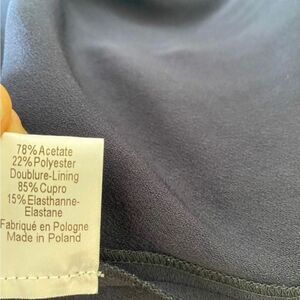 78% Acetate
22% Polyester
Doublure-Lining
85% Cupro
15% Elasthanne-
Elastane
Fabriqué en Pologne
Made in Poland